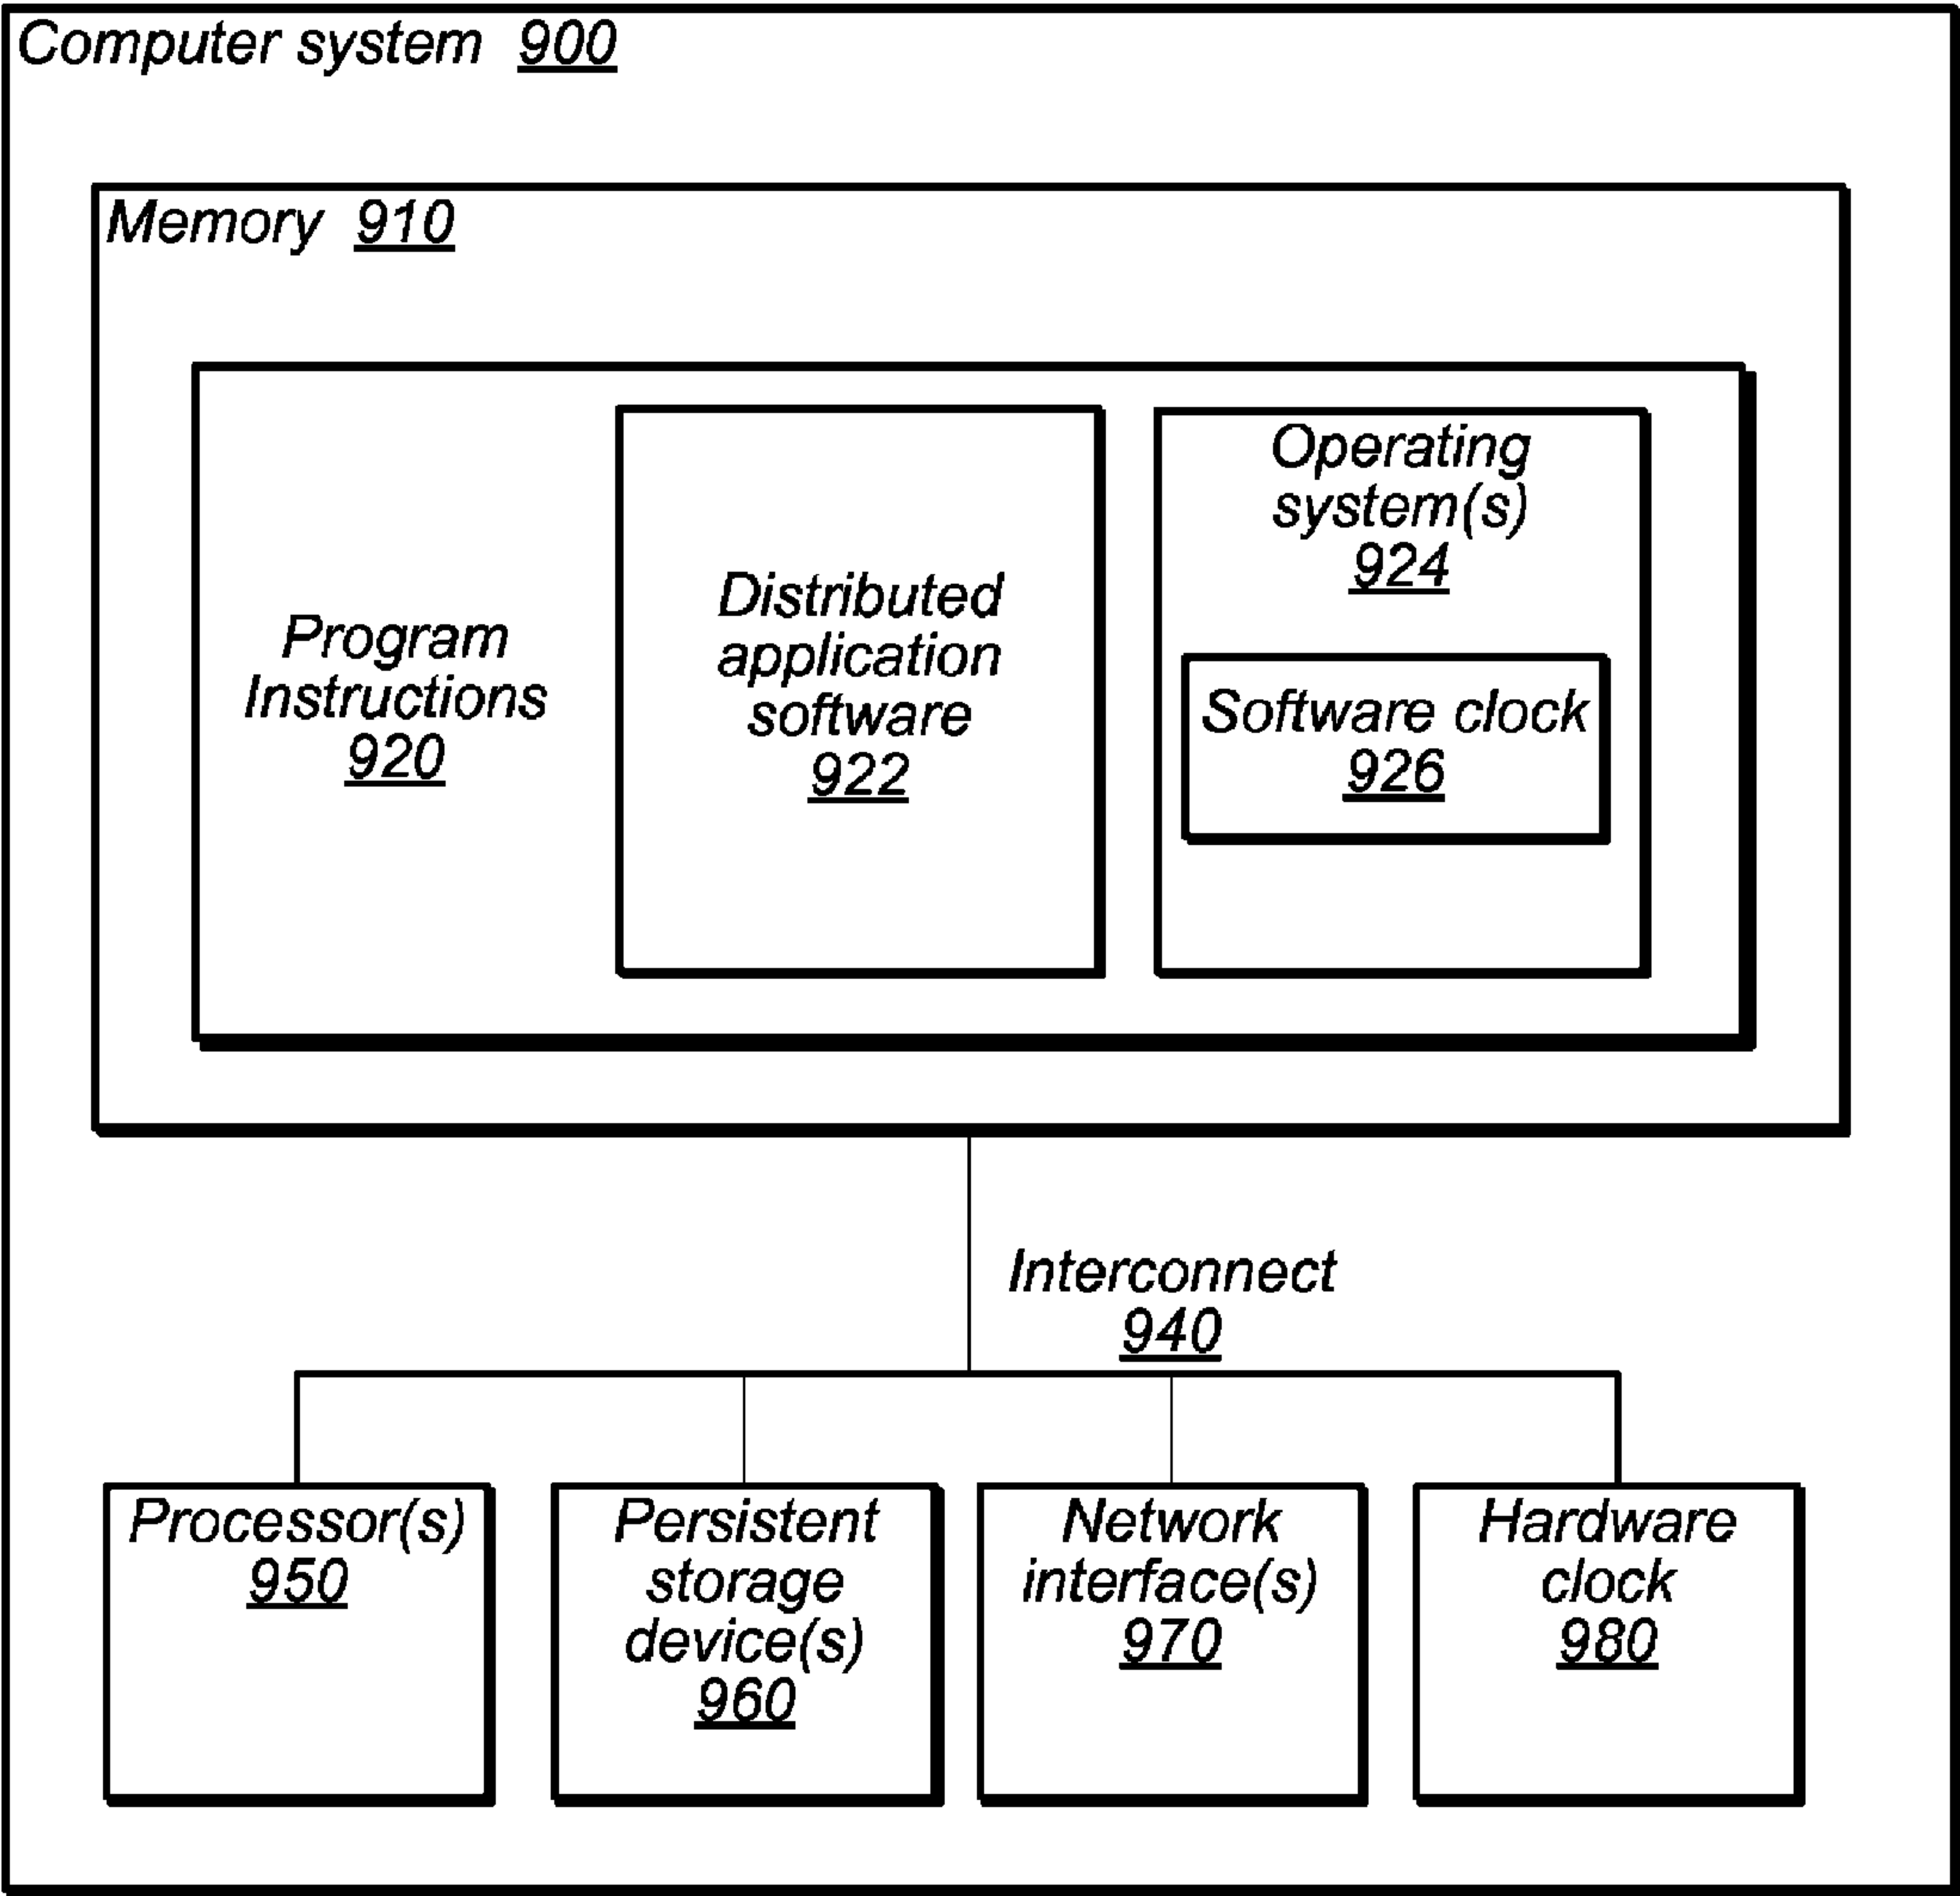 Computer system 900
Memory 910
Program
Instructions
920
Distributed
application
software
922
Operating
system(s)
924
Software clock
926
Interconnect
940
Processor(s)
950
Persistent
storage
device(s)
960
Network
interface(s)
970
Hardware
clock
980